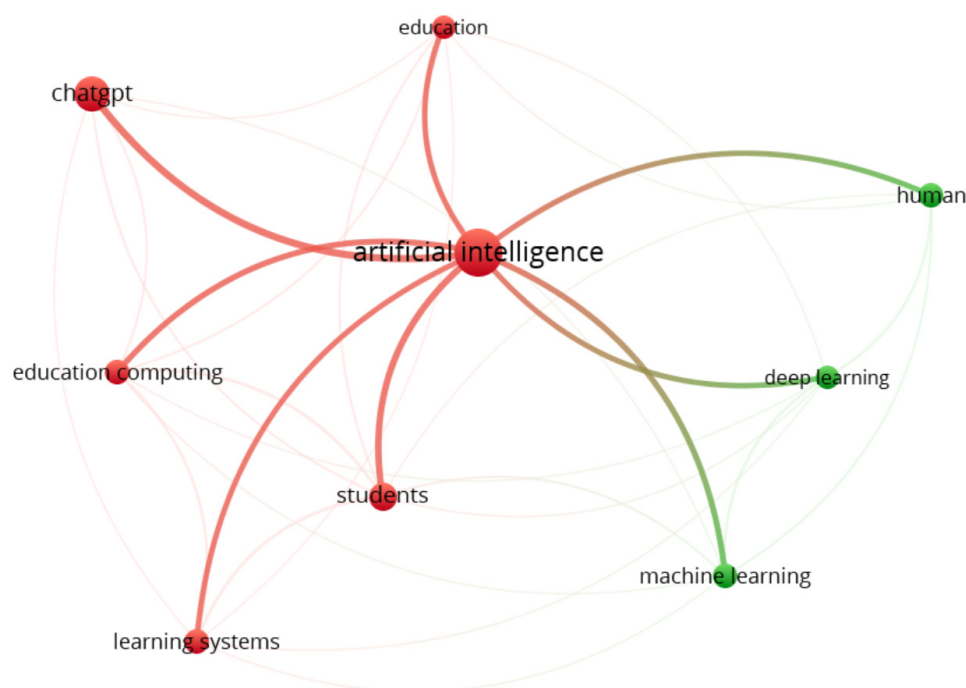 education
chatgpt
human
artificial intelligence
education computing
deep learning
students
machine learning
learning systems